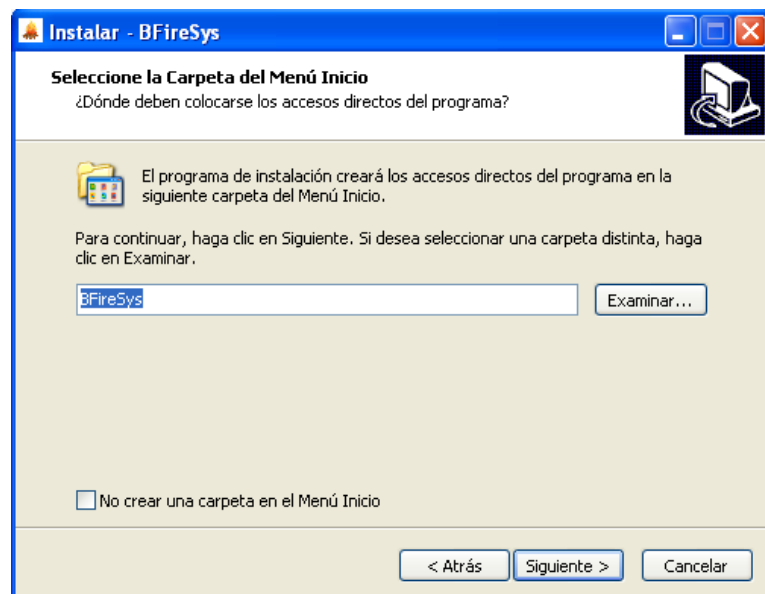 Instalar - BFireSys
Seleccione la Carpeta del Menú Inicio
¿Dónde deben colocarse los accesos directos del programa?
El programa de instalación creará los accesos directos del programa en la
siguiente carpeta del Menú Inicio.
Para continuar, haga clic en Siguiente. Si desea seleccionar una carpeta distinta, haga
clic en Examinar.
BFireSys
Examinar...
No crear una carpeta en el Menú Inicio
< Atrás
Siguiente >
Cancelar